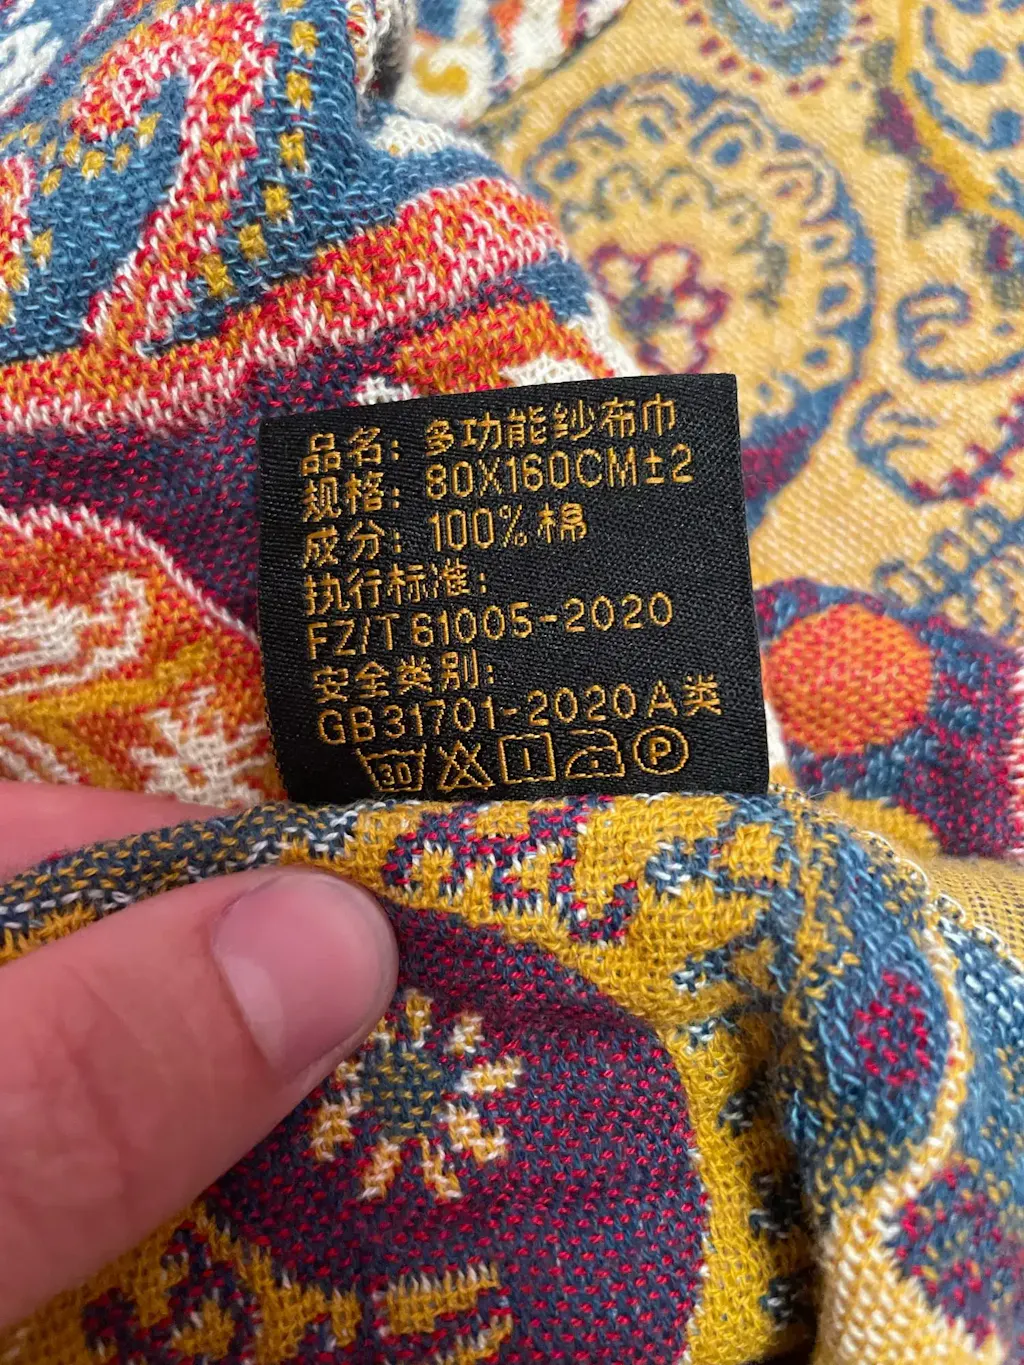 品名：多功能纱布巾
规格：80X160CM±2
成分：100%棉
执行标准：
FZ/T 61005-2020
安全类别：
GB31701-2020A类
30 P